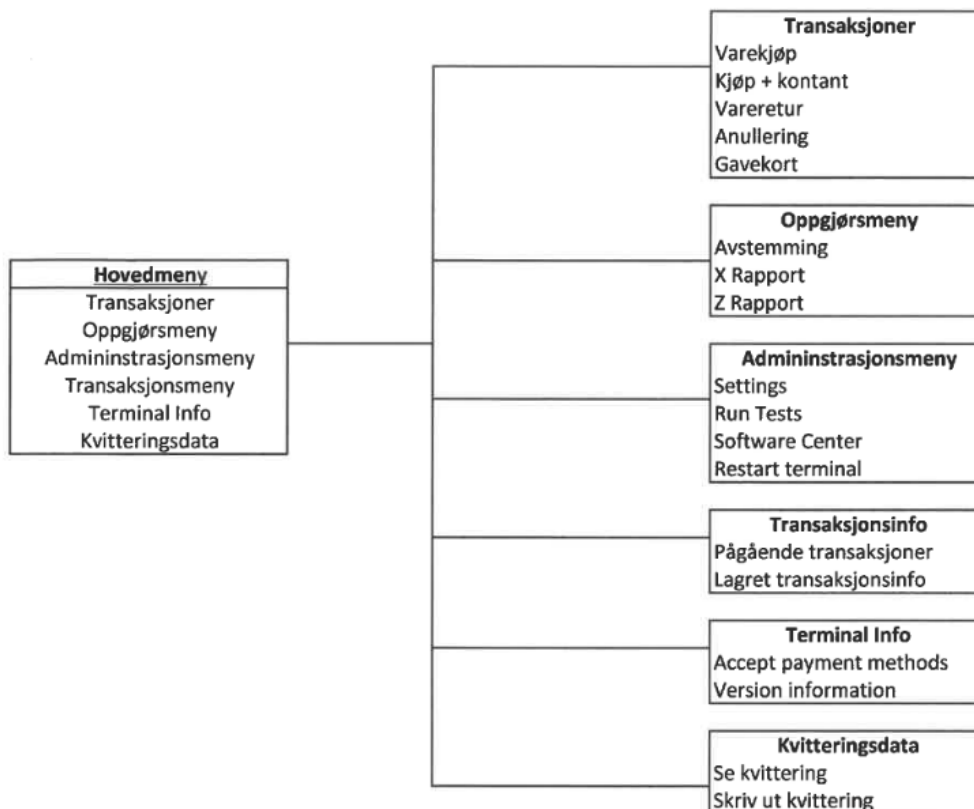 Hovedmeny
Transaksjoner
Oppgjørsmeny
Admininstrasjonsmeny
Transaksjonsmeny
Terminal Info
Kvitteringsdata
Transaksjoner
Varekjøp
Kjøp + kontant
Vareretur
Anullering
Gavekort
Oppgjørsmeny
Avstemming
X Rapport
Z Rapport
Admininstrasjonsmeny
Settings
Run Tests
Software Center
Restart terminal
Transaksjonsinfo
Pågående transaksjoner
Lagret transaksjonsinfo
Terminal Info
Accept payment methods
Version information
Kvitteringsdata
Se kvittering
Skriv ut kvittering